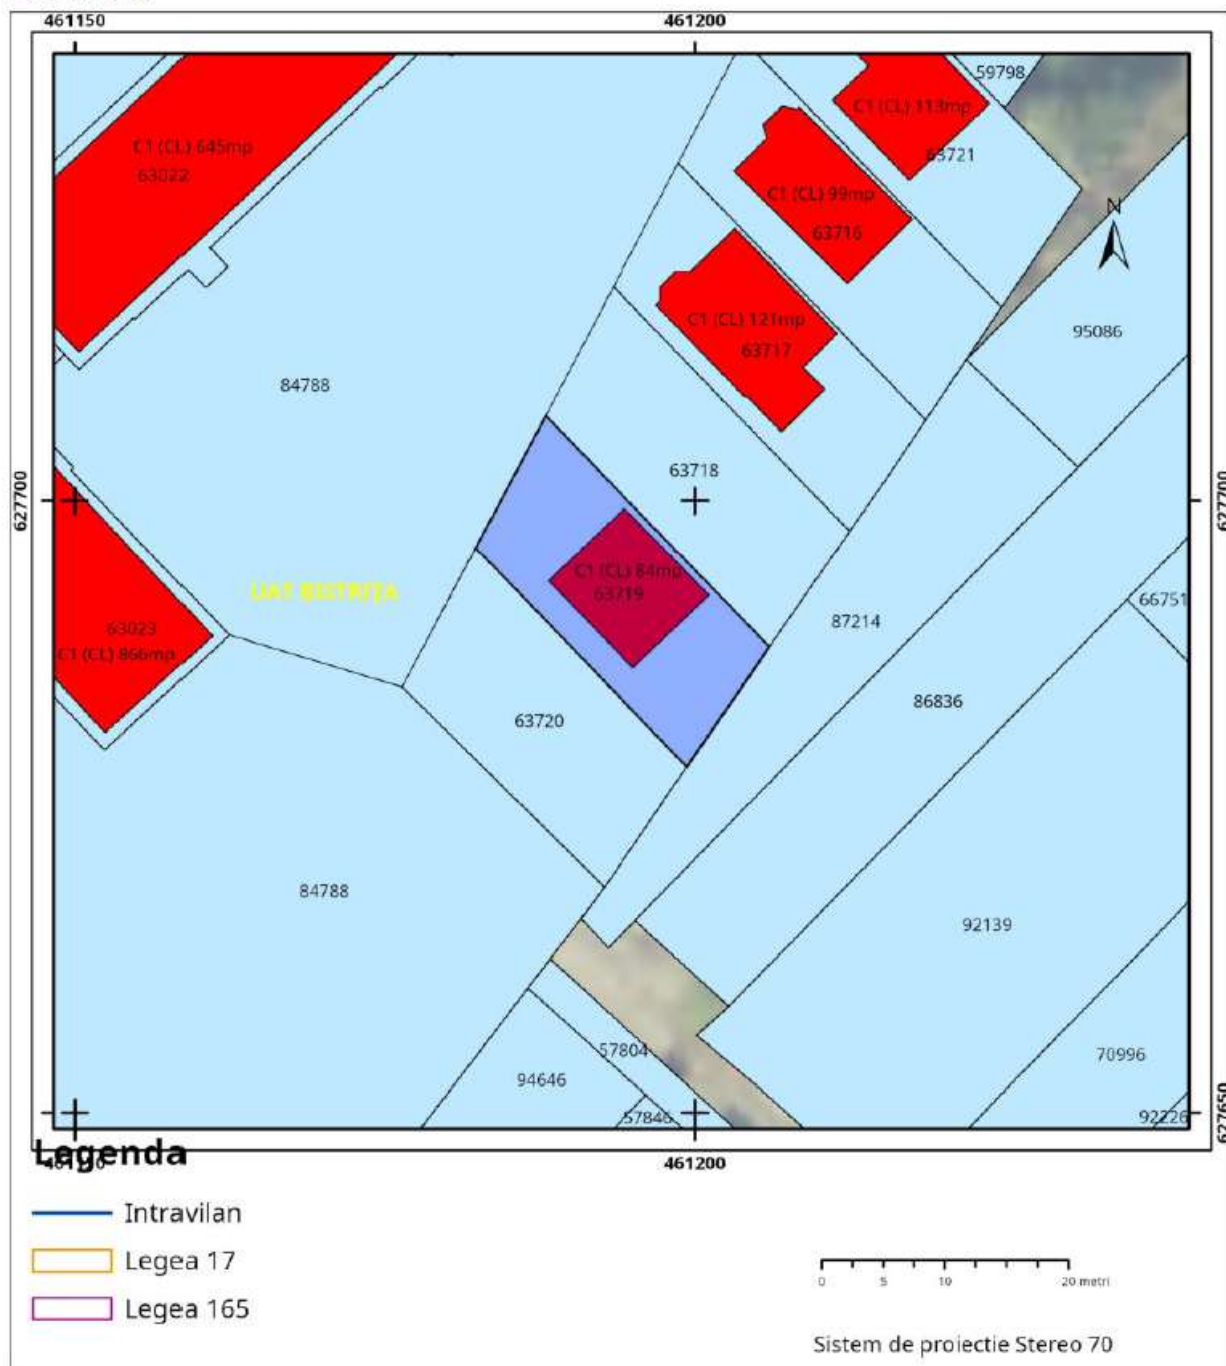 461150 461200
59798
C1 (CL) 113mp
63721
C1 (CL) 645mp
63022
C1 (CL) 99mp
63716
N
C1 (CL) 121mp
63717
95086
84788
63718
627700 627700
C1 (CL) 84mp
63719
UAT BISTRIȚA
66751
87214
63023
C1 (CL) 866mp
86836
63720
84788
92139
57804
70996
94646
57846
92226
627650
461200
Legenda
Intravilan
Legea 17
Legea 165
0 5 10 20 metri
Sistem de proiectie Stereo 70